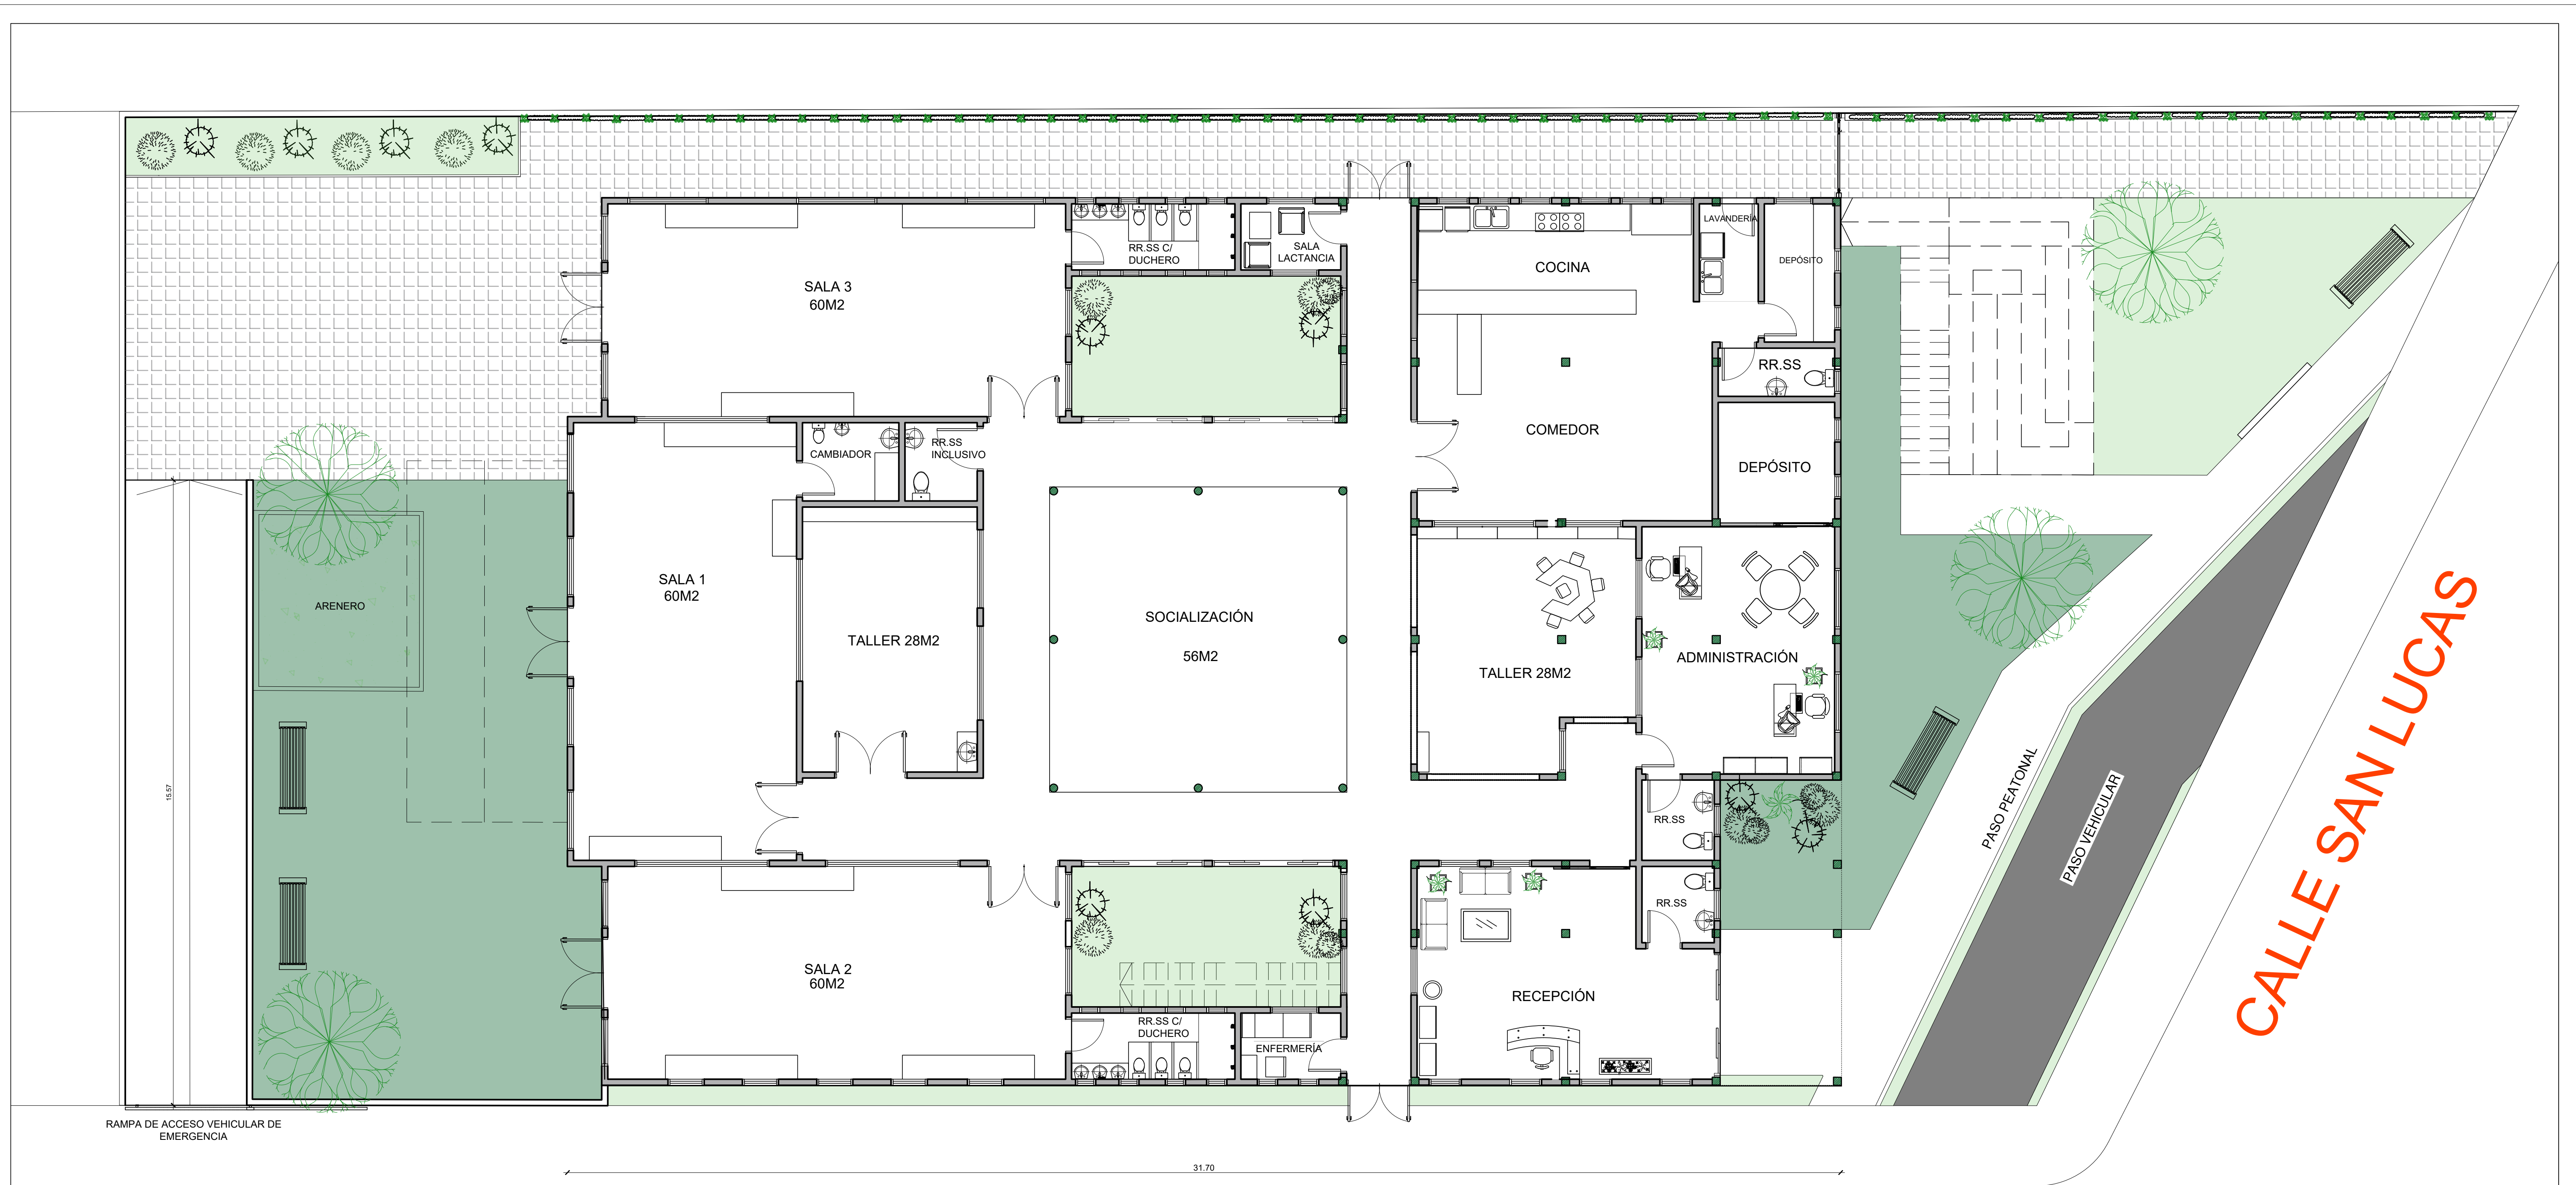 RR.SS C/
DUCHERO
SALA
LACTANCIA
LAVANDERÍA
DEPÓSITO
COCINA
SALA 3
60M2
RR.SS
COMEDOR
RR.SS
INCLUSIVO
CAMBIADOR
DEPÓSITO
SALA 1
60M2
ARENERO
SOCIALIZACIÓN
56M2
TALLER 28M2
TALLER 28M2
ADMINISTRACIÓN
15.57
PASO PEATONAL
PASO VEHICULAR
CALLE SAN LUCAS
RR.SS
RR.SS
SALA 2
60M2
RECEPCIÓN
RR.SS C/
DUCHERO
ENFERMERÍA
RAMPA DE ACCESO VEHICULAR DE
EMERGENCIA
31.70